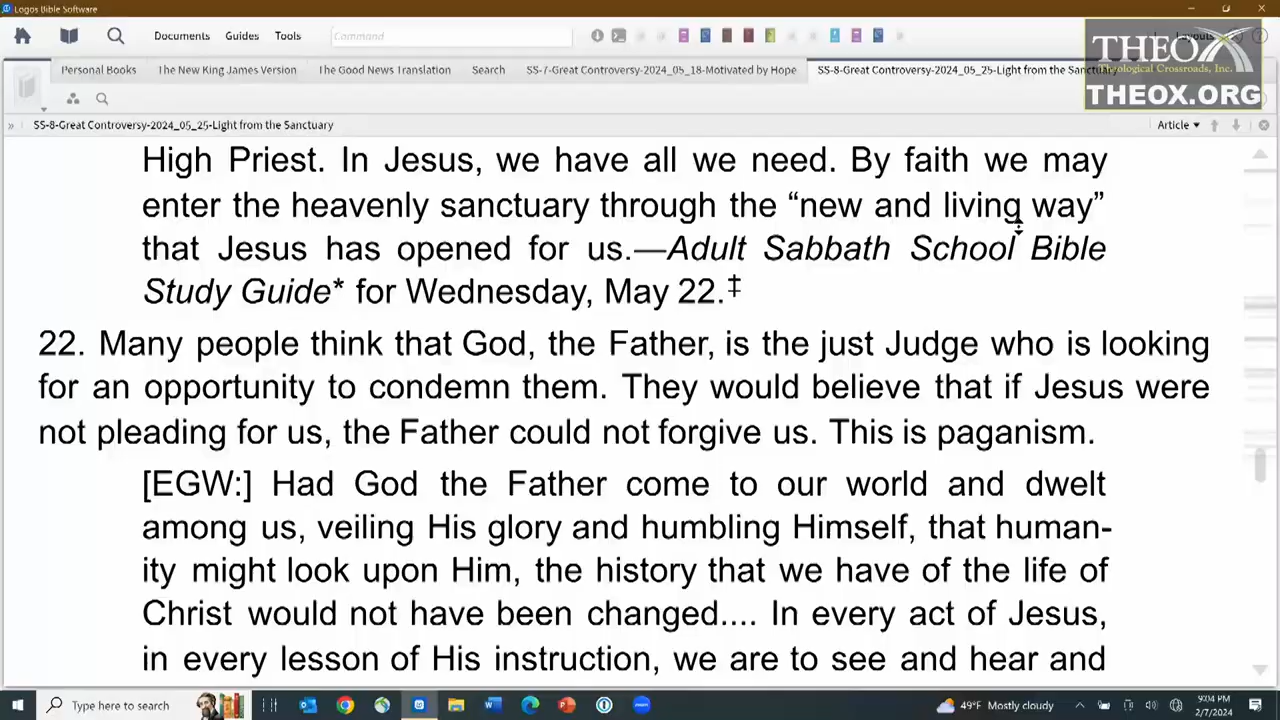 Logos Bible Software
Documents Guides Tools Command
THEOX
Theological Crossroads, Inc.
THEOX.ORG
Personal Books The New King James Version The Good News SS-7-Great Controversy-2024_05_18-Motivated by Hope SS-8-Great Controversy-2024_05_25-Light from the Sanctuary
SS-8-Great Controversy-2024_05_25-Light from the Sanctuary Article
High Priest. In Jesus, we have all we need. By faith we may
enter the heavenly sanctuary through the “new and living way”
that Jesus has opened for us.—Adult Sabbath School Bible
Study Guide* for Wednesday, May 22.‡
22. Many people think that God, the Father, is the just Judge who is looking
for an opportunity to condemn them. They would believe that if Jesus were
not pleading for us, the Father could not forgive us. This is paganism.
[EGW:] Had God the Father come to our world and dwelt
among us, veiling His glory and humbling Himself, that human-
ity might look upon Him, the history that we have of the life of
Christ would not have been changed.... In every act of Jesus,
in every lesson of His instruction, we are to see and hear and
Type here to search 49°F Mostly cloudy 9:04 PM
2/7/2024